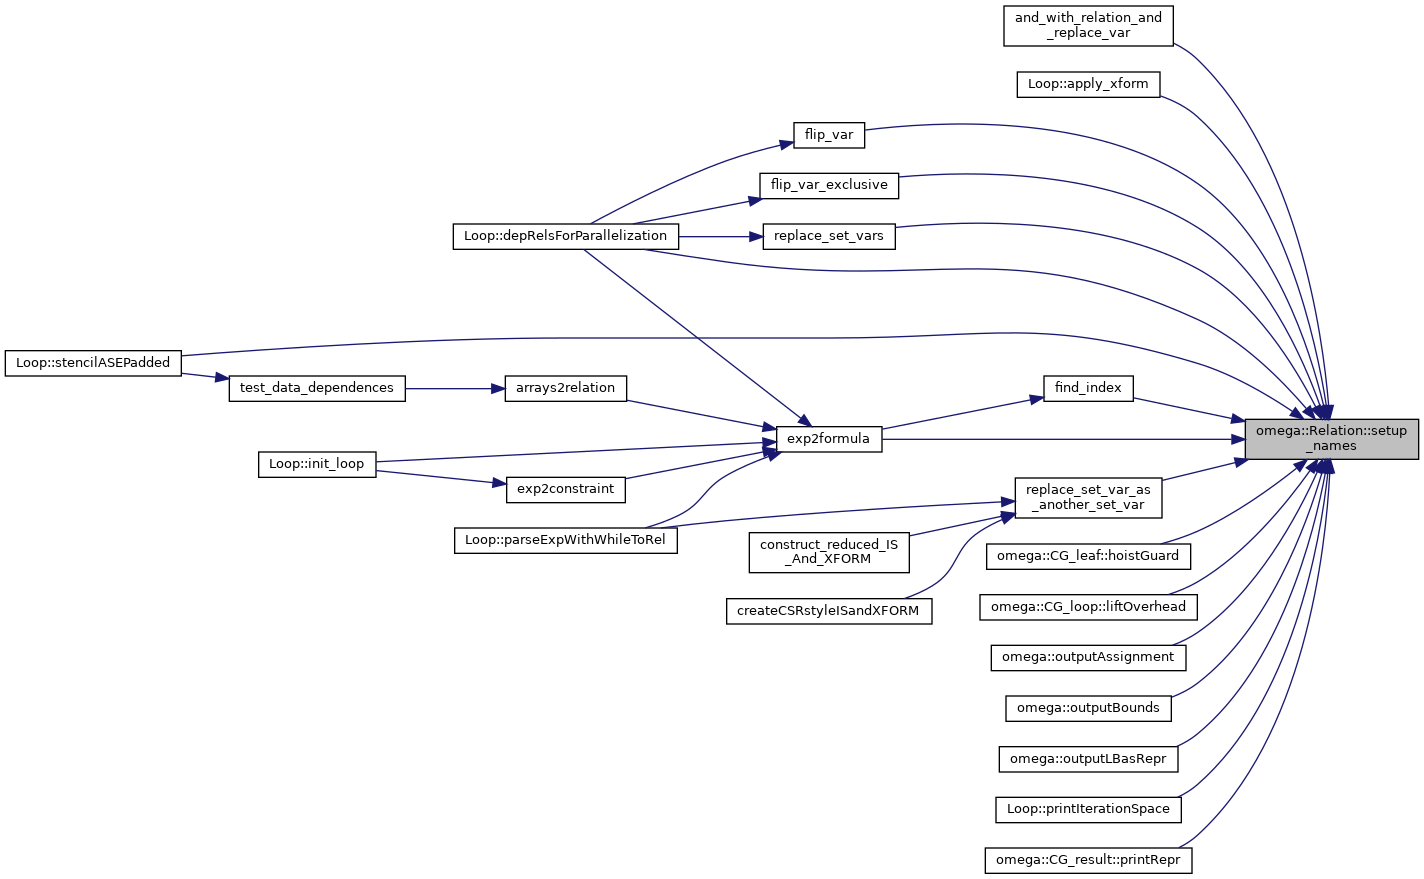 and_with_relation_and
_replace_var
Loop::apply_xform
flip_var
flip_var_exclusive
Loop::depRelsForParallelization
replace_set_vars
Loop::stencilASEPadded
test_data_dependences
arrays2relation
find_index
omega::Relation::setup
_names
exp2formula
Loop::init_loop
exp2constraint
replace_set_var_as
_another_set_var
Loop::parseExpWithWhileToRel
construct_reduced_IS
_And_XFORM
omega::CG_leaf::hoistGuard
createCSRstyleISandXFORM
omega::CG_loop::liftOverhead
omega::outputAssignment
omega::outputBounds
omega::outputLBasRepr
Loop::printIterationSpace
omega::CG_result::printRepr